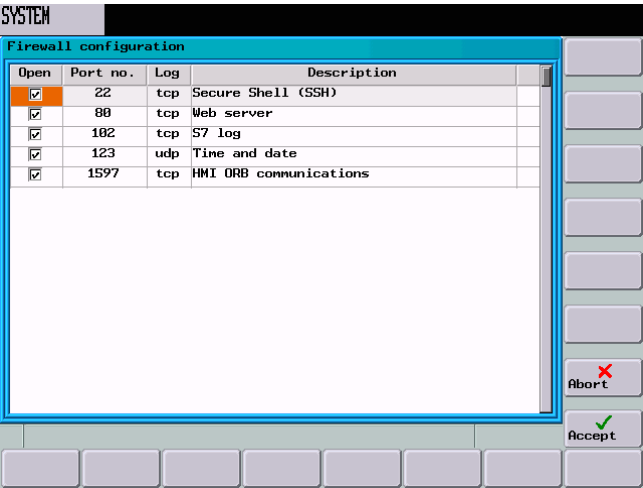 SYSTEM
Firewall configuration
Open Port no. Log Description
22 tcp Secure Shell (SSH)
80 tcp Web server
102 tcp S7 log
123 udp Time and date
1597 tcp HMI ORB communications
Abort
Accept